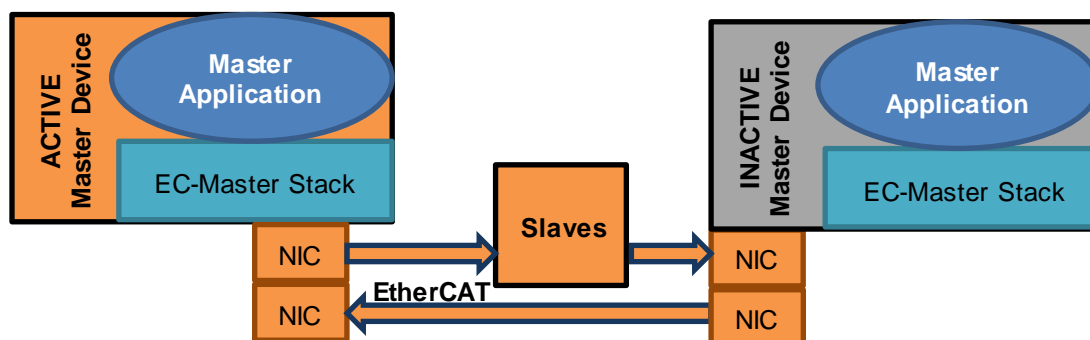 ACTIVE
Master Device
Master
Application
EC-Master Stack
NIC
NIC
Slaves
EtherCAT
INACTIVE
Master Device
Master
Application
EC-Master Stack
NIC
NIC